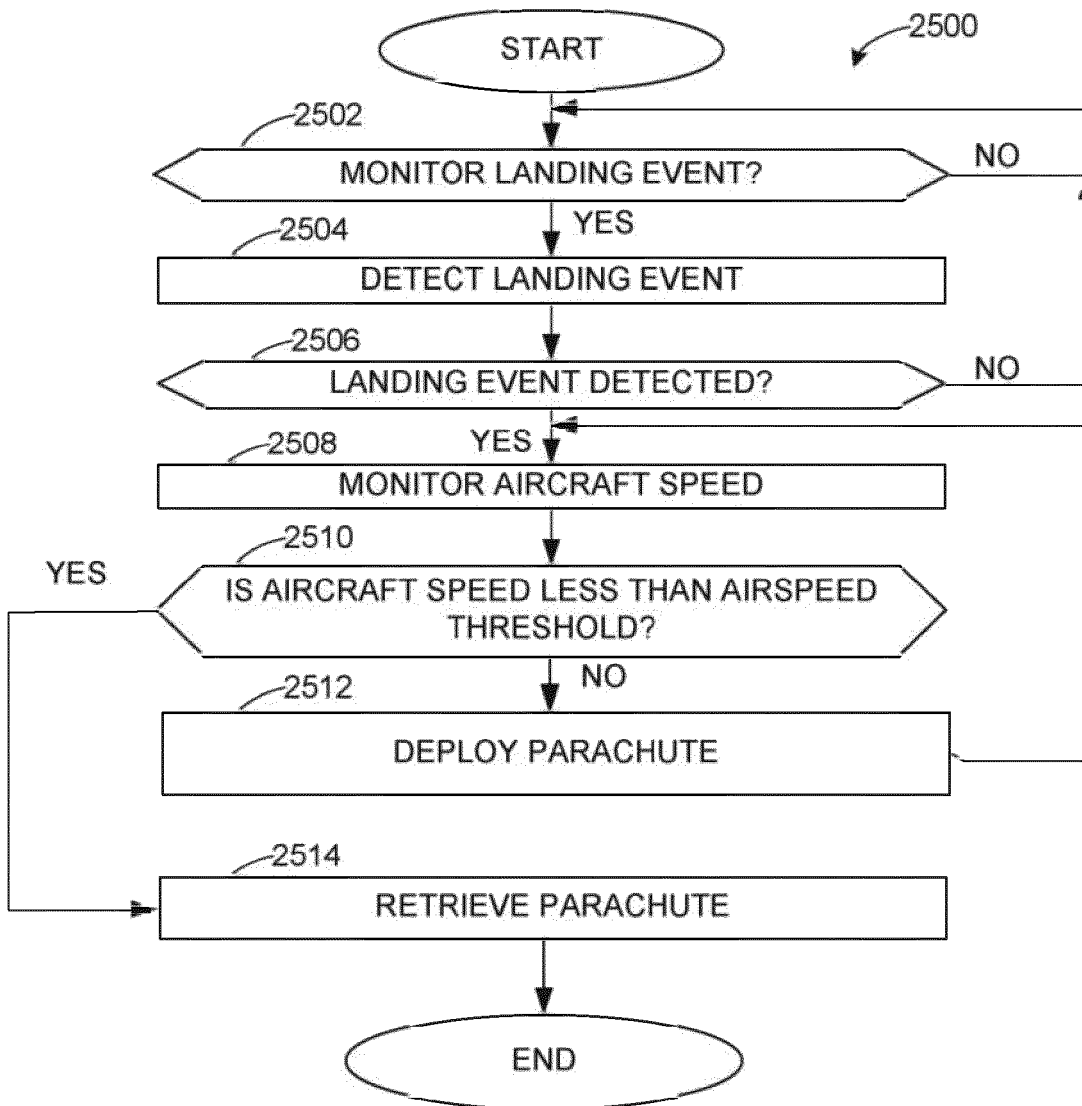 START
2500
2502
MONITOR LANDING EVENT?
NO
YES
2504
DETECT LANDING EVENT
2506
LANDING EVENT DETECTED?
NO
YES
2508
MONITOR AIRCRAFT SPEED
2510
YES
IS AIRCRAFT SPEED LESS THAN AIRSPEED
THRESHOLD?
NO
2512
DEPLOY PARACHUTE
2514
RETRIEVE PARACHUTE
END